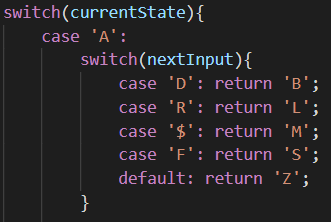 switch(currentState){
case 'A':
switch(nextInput){
case 'D': return 'B';
case 'R': return 'L';
case '$': return 'M';
case 'F': return 'S';
default: return 'Z';
}